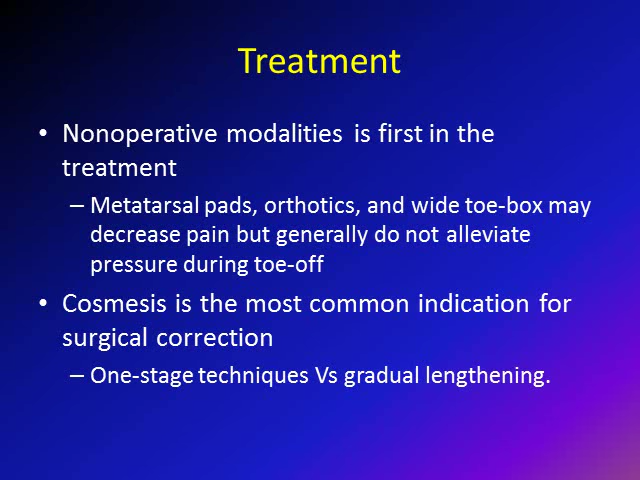 Treatment
• Nonoperative modalities is first in the
treatment
– Metatarsal pads, orthotics, and wide toe-box may
decrease pain but generally do not alleviate
pressure during toe-off
• Cosmesis is the most common indication for
surgical correction
– One-stage techniques Vs gradual lengthening.